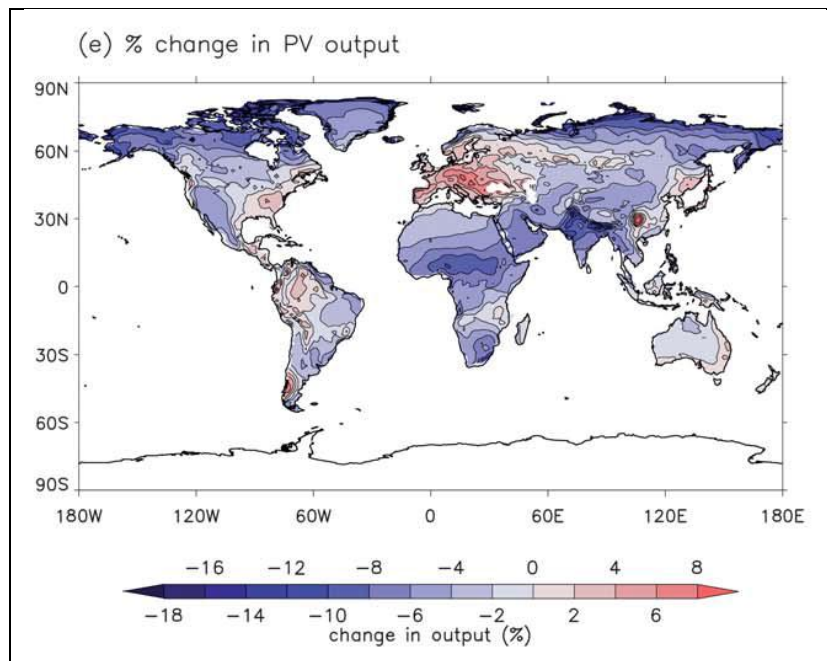 (e) % change in PV output
90N
60N
30N
0
30S
60S
90S
180W 120W 60W 0 60E 120E 180E
-16 -12 -8 -4 0 4 8
-18 -14 -10 -6 -2 2 6
change in output (%)